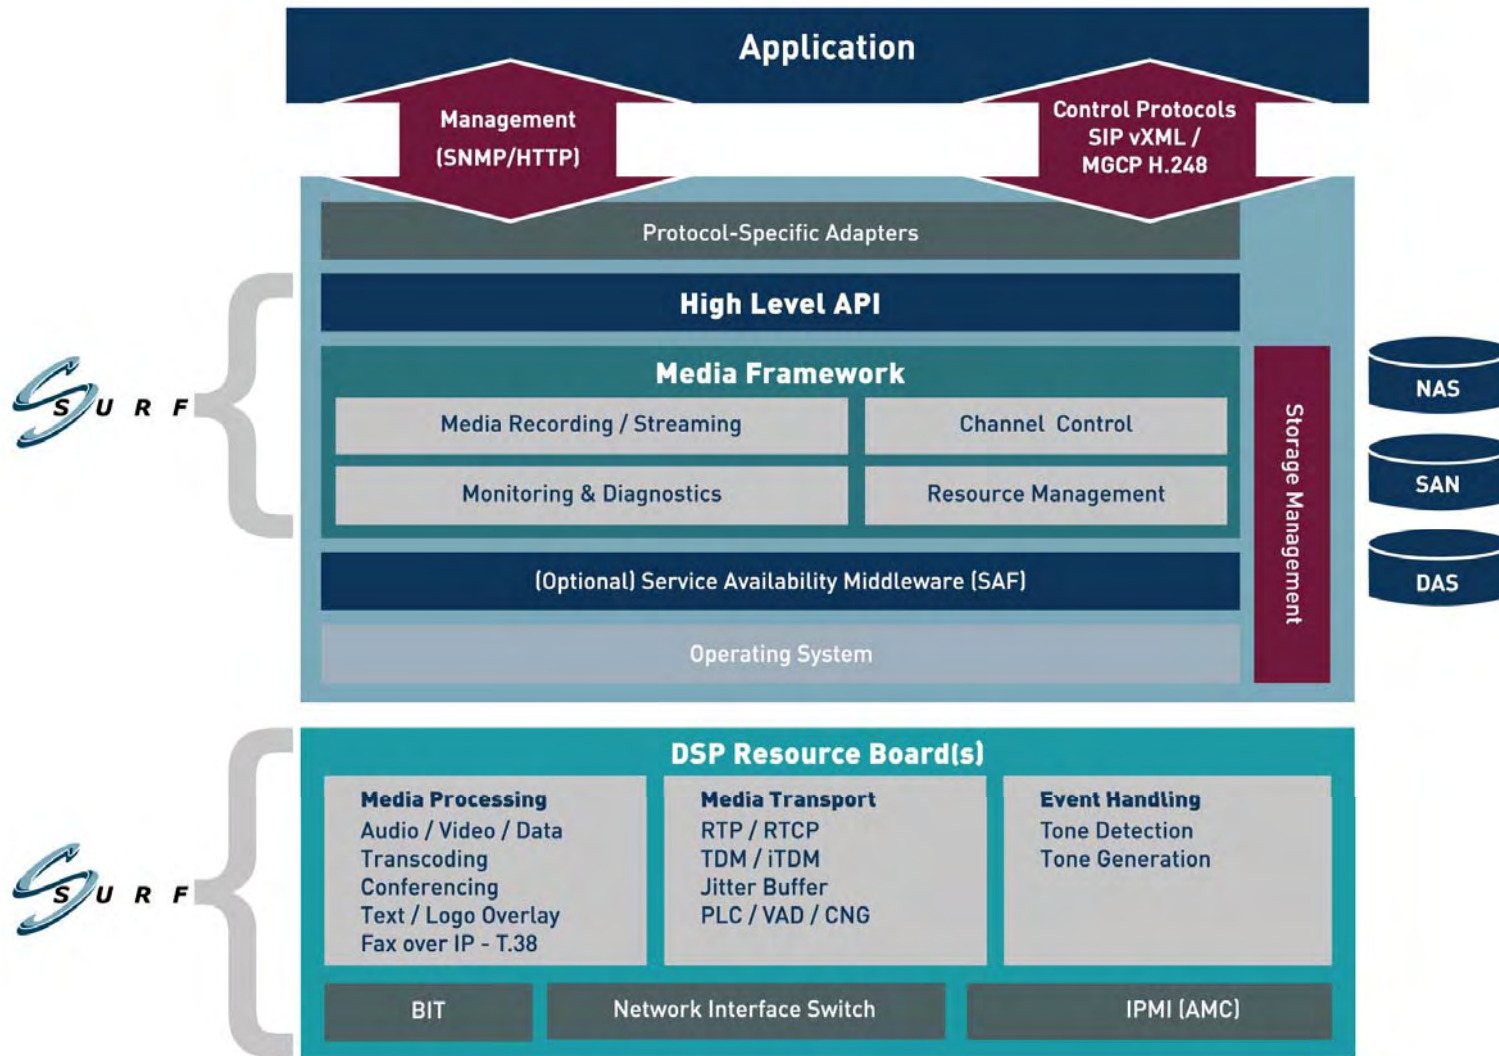 Application
Management
(SNMP/HTTP)
Control Protocols
SIP vXML /
MGCP H.248
Protocol-Specific Adapters
High Level API
SURF
Media Framework
Media Recording / Streaming
Channel Control
Monitoring & Diagnostics
Resource Management
(Optional) Service Availability Middleware (SAF)
Operating System
Storage Management
NAS
SAN
DAS
SURF
DSP Resource Board(s)
Media Processing
Audio / Video / Data
Transcoding
Conferencing
Text / Logo Overlay
Fax over IP - T.38
Media Transport
RTP / RTCP
TDM / iTDM
Jitter Buffer
PLC / VAD / CNG
Event Handling
Tone Detection
Tone Generation
BIT
Network Interface Switch
IPMI (AMC)